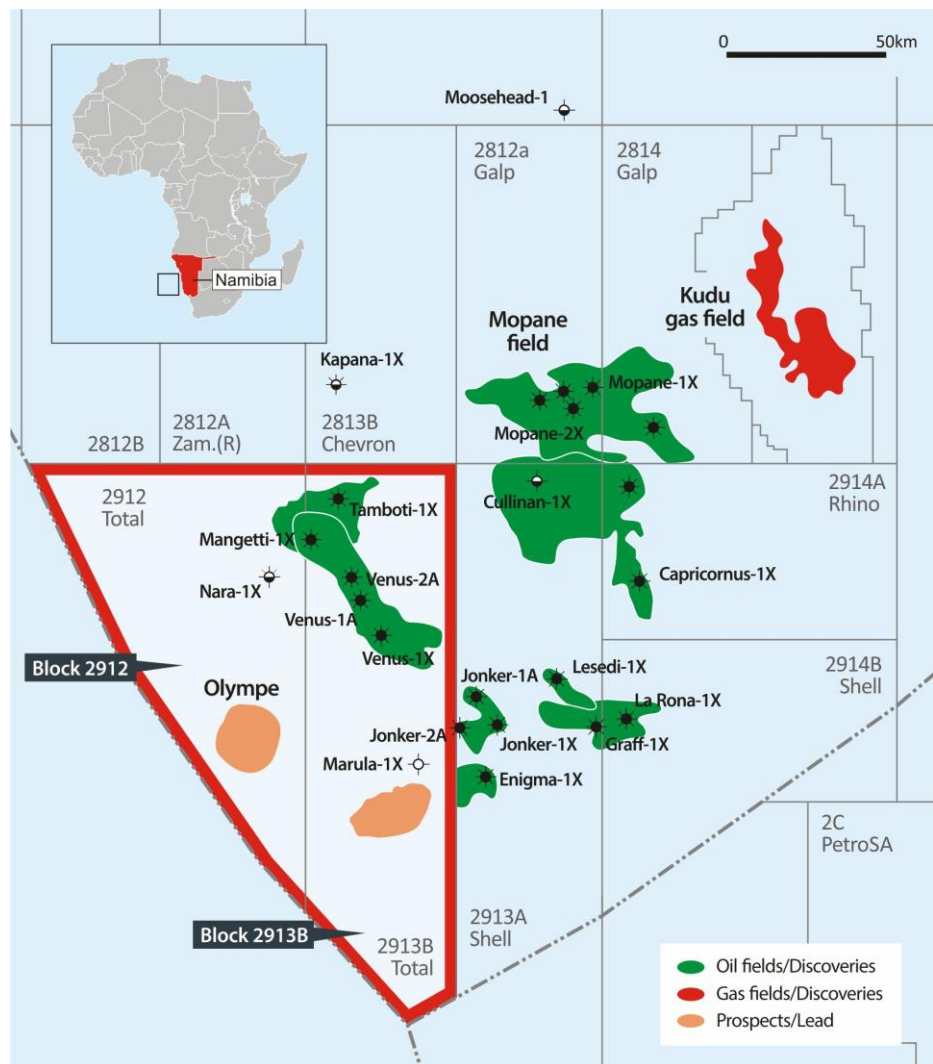 0 50km
Moosehead-1
2812a
Galp
2814
Galp
Namibia
Kudu
gas field
Mopane
field
Kapana-1X
Mopane-1X
Mopane-2X
2812B
2812A
Zam.(R)
2813B
Chevron
2912
Total
Tamboti-1X
Cullinan-1X
2914A
Rhino
Mangetti-1X
Nara-1X
Venus-2A
Venus-1A
Venus-1X
Capricornus-1X
Block 2912
Olympe
Jonker-1A
Lesedi-1X
2914B
Shell
La Rona-1X
Jonker-2A
Jonker-1X
Graff-1X
Marula-1X
Enigma-1X
2C
PetroSA
Block 2913B
2913B
Total
2913A
Shell
Oil fields/Discoveries
Gas fields/Discoveries
Prospects/Lead